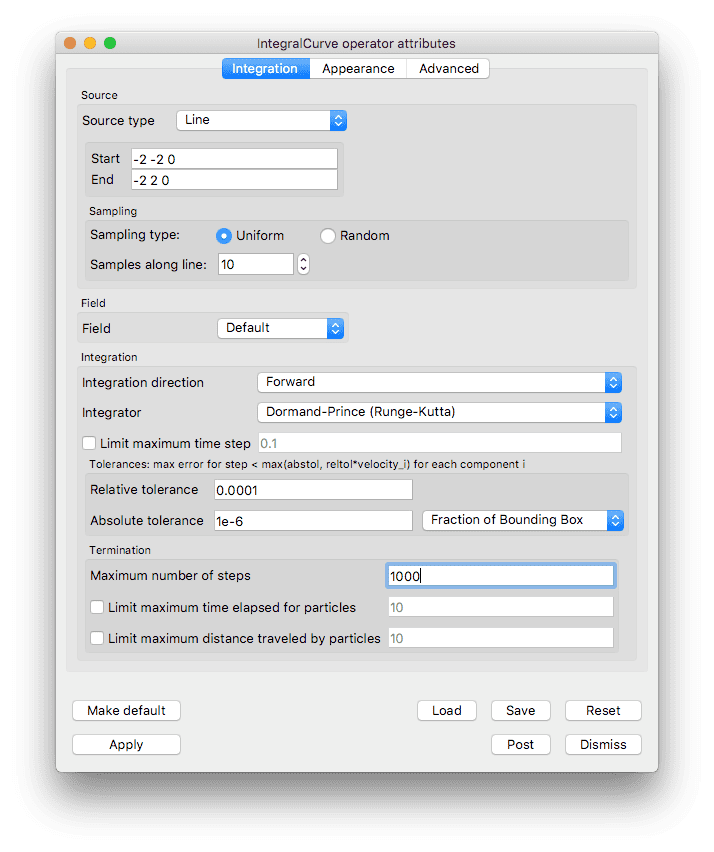 IntegralCurve operator attributes
Integration Appearance Advanced
Source
Source type Line
Start -2 -2 0
End -2 2 0
Sampling
Sampling type: Uniform Random
Samples along line: 10
Field
Field Default
Integration
Integration direction Forward
Integrator Dormand-Prince (Runge-Kutta)
Limit maximum time step 0.1
Tolerances: max error for step < max(abstol, reltol*velocity_i) for each component i
Relative tolerance 0.0001
Absolute tolerance 1e-6 Fraction of Bounding Box
Termination
Maximum number of steps 1000
Limit maximum time elapsed for particles 10
Limit maximum distance traveled by particles 10
Make default Load Save Reset
Apply Post Dismiss